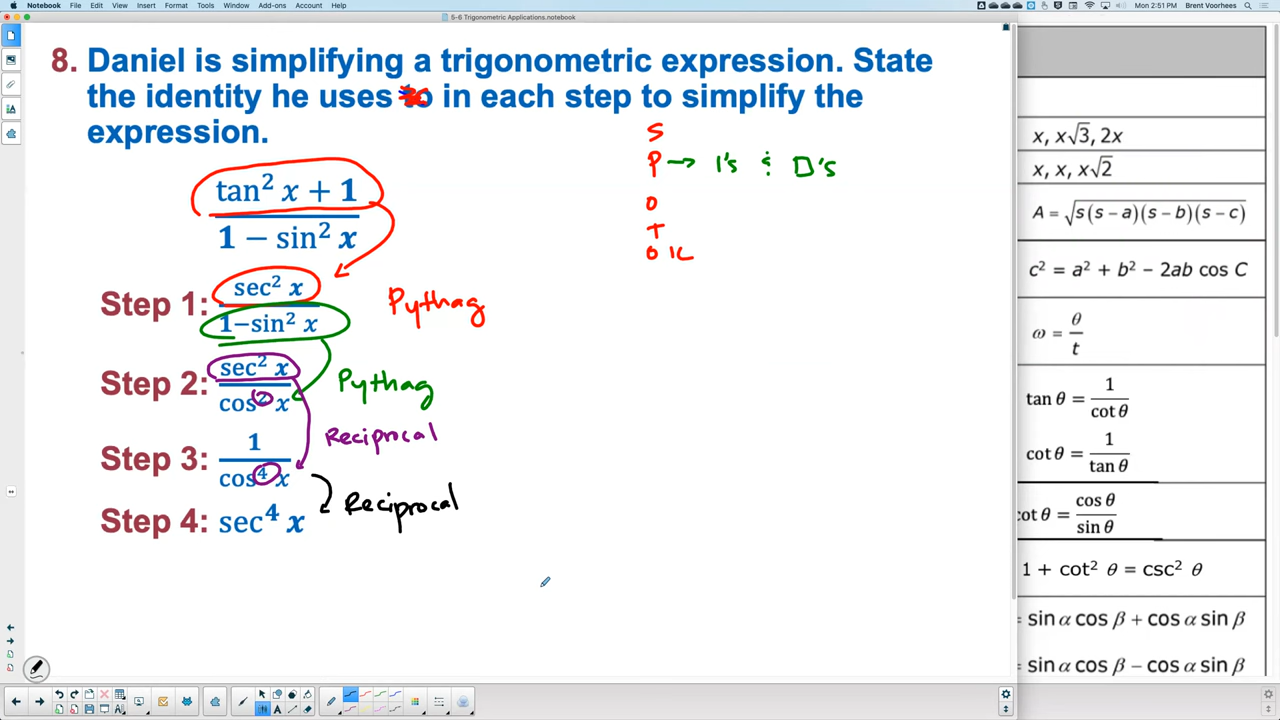 Notebook File Edit View Insert Format Tools Window Add-ons Account Help
Mon 2:51 PM Brent Voorhees
5-6 Trigonometric Applications.notebook
8. Daniel is simplifying a trigonometric expression. State
the identity he uses to in each step to simplify the
expression.
S
P → 1's & □'s
O
T
O IC
tan² x + 1
1 − sin² x
Step 1: sec² x
1−sin² x
Pythag
Step 2: sec² x
cos² x
Pythag
Reciprocal
Step 3: 1
cos⁴ x
Step 4: sec⁴ x
Reciprocal
x, x√3, 2x
x, x, x√2
A = √s(s − a)(s − b)(s − c)
c² = a² + b² − 2ab cos C
ω = θ/t
tan θ = 1/cot θ
cot θ = 1/tan θ
cot θ = cos θ/sin θ
1 + cot² θ = csc² θ
= sin α cos β + cos α sin β
= sin α cos β − cos α sin β